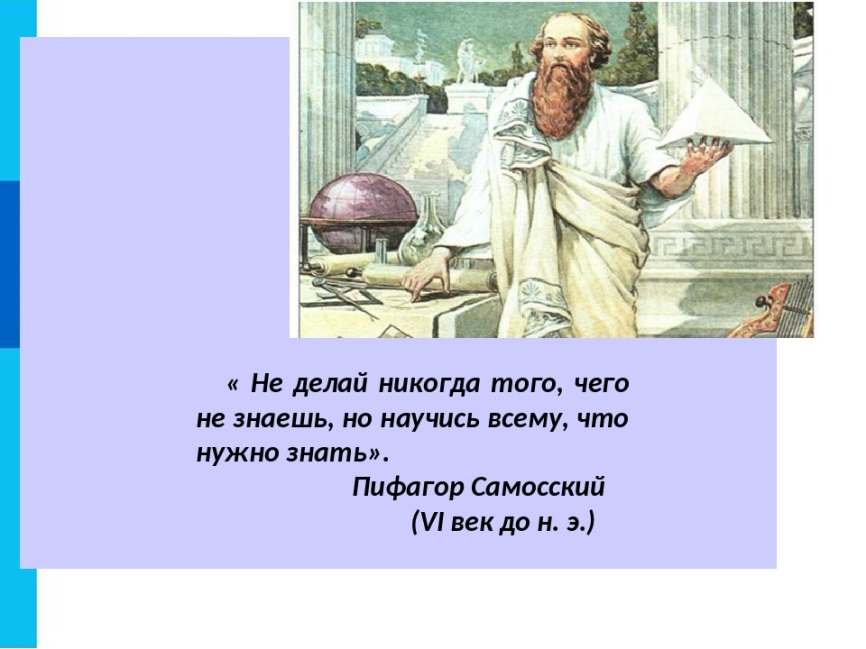 « Не делай никогда того, чего
не знаешь, но научись всему, что
нужно знать».
Пифагор Самосский
(VI век до н. э.)